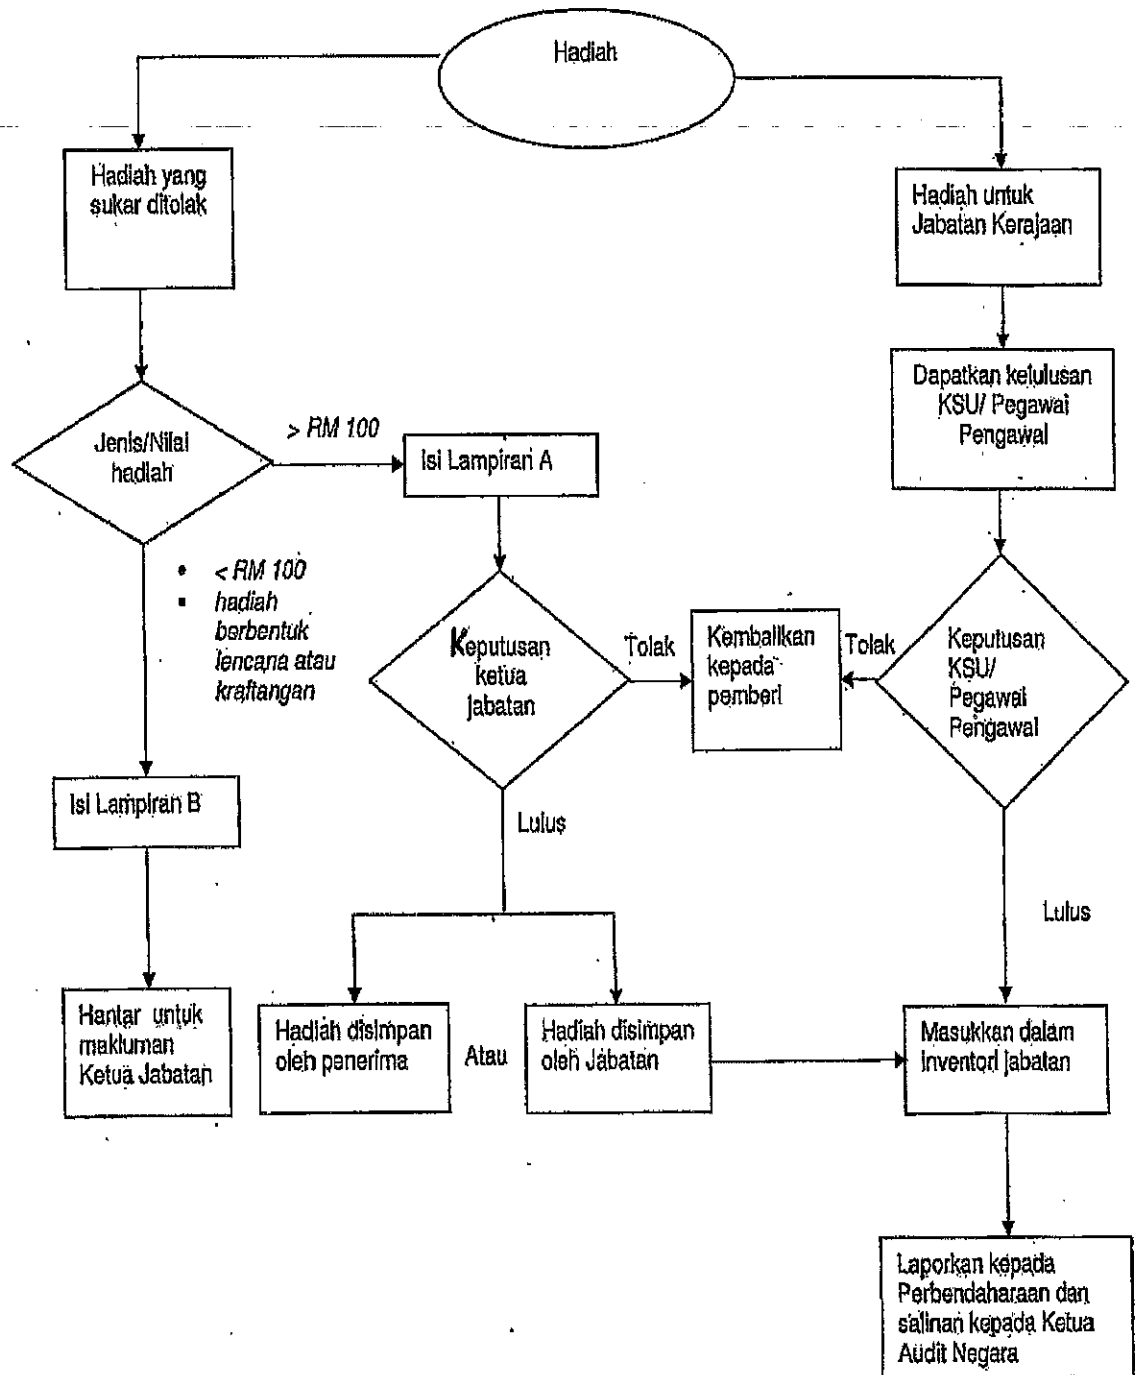 Hadiah
Hadiah yang
sukar ditolak
Hadiah untuk
Jabatan Kerajaan
Jenis/Nilai
hadiah
> RM 100
Isi Lampiran A
Dapatkan kelulusan
KSU/ Pegawai
Pengawal
• < RM 100
▪ hadiah
berbentuk
lencana atau
kraftangan
Keputusan
ketua
jabatan
Tolak
Kembalikan
kepada
pemberi
Tolak
Keputusan
KSU/
Pegawai
Pengawal
Isi Lampiran B
Lulus
Lulus
Hantar untuk
makluman
Ketua Jabatan
Hadiah disimpan
oleh penerima
Atau
Hadiah disimpan
oleh Jabatan
Masukkan dalam
Inventori jabatan
Laporkan kepada
Perbendaharaan dan
salinan kepada Ketua
Audit Negara